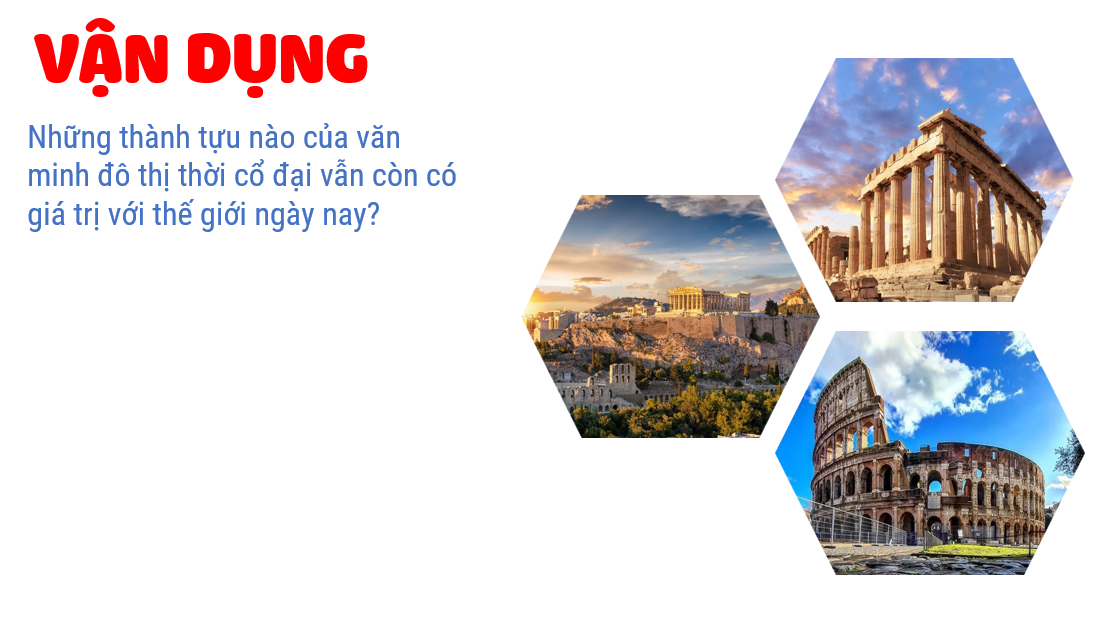 VẬN DỤNG
Những thành tựu nào của văn
minh đô thị thời cổ đại vẫn còn có
giá trị với thế giới ngày nay?